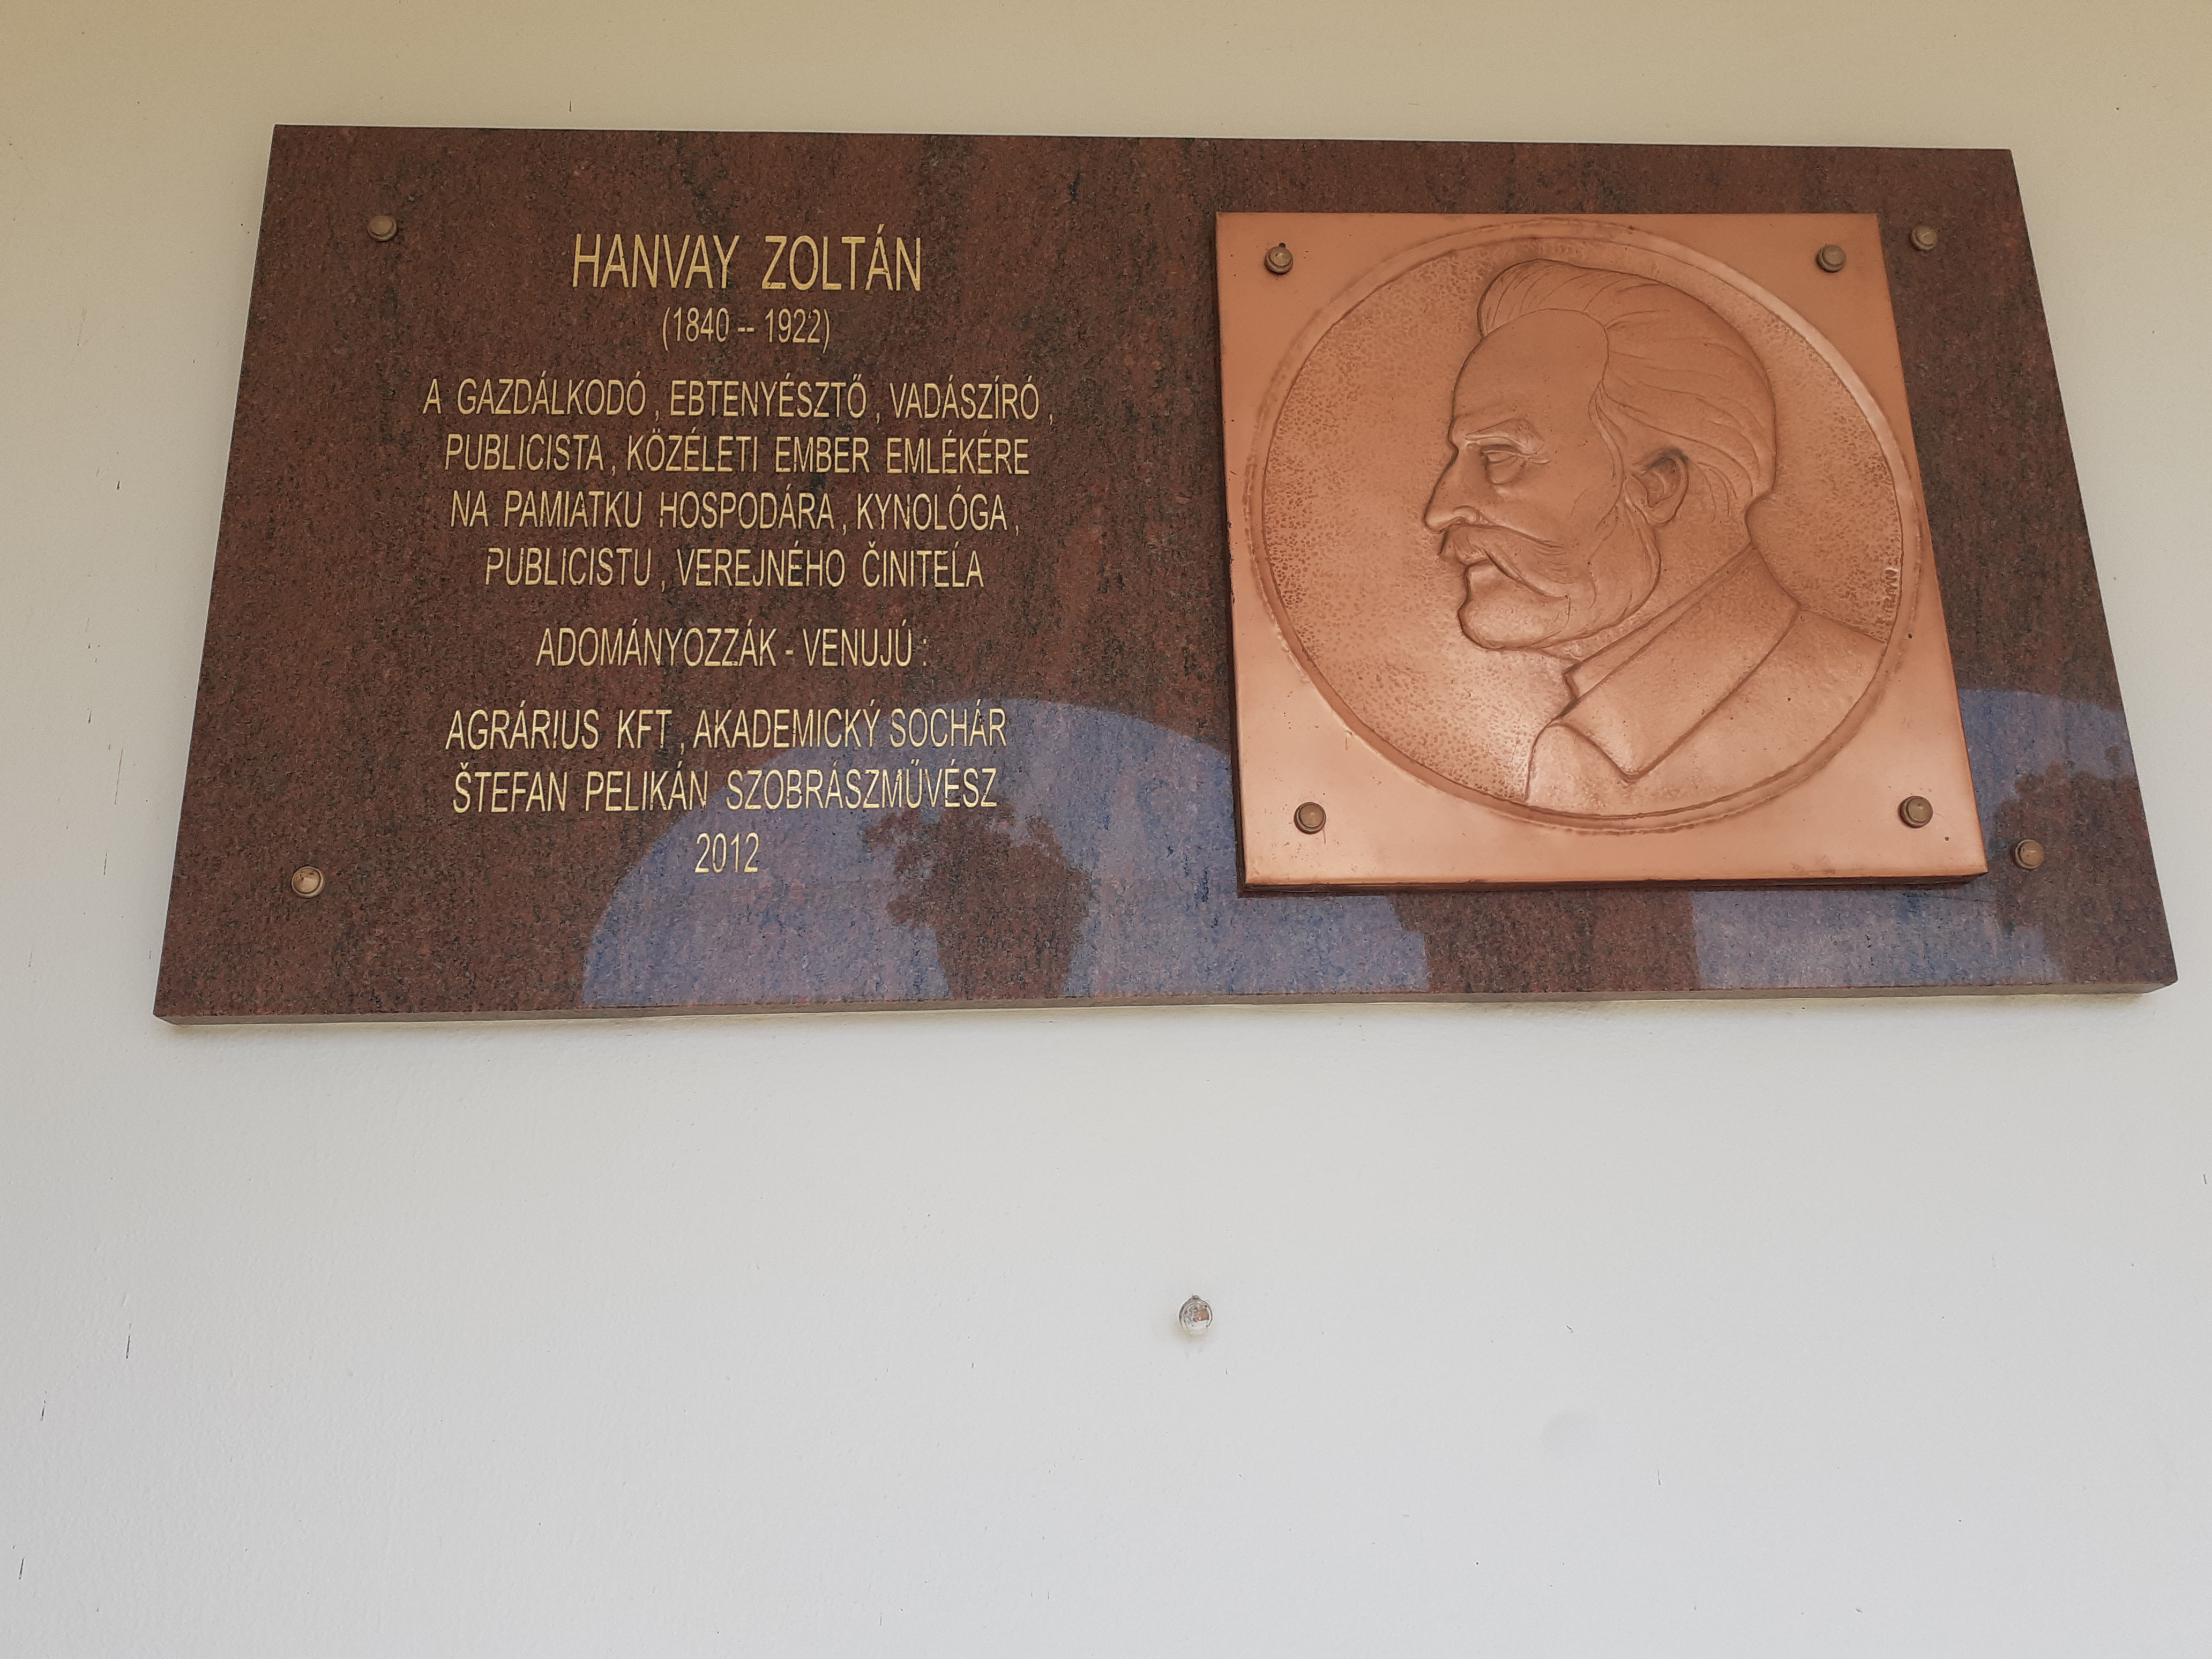 HANVAY ZOLTÁN
(1840 -- 1922)
A GAZDÁLKODÓ, EBTENYÉSZTŐ, VADÁSZÍRÓ,
PUBLICISTA, KÖZÉLETI EMBER EMLÉKÉRE
NA PAMIATKU HOSPODÁRA, KYNOLÓGA,
PUBLICISTU, VEREJNÉHO ČINITEĹA
ADOMÁNYOZZÁK - VENUJÚ :
AGRÁRIUS KFT, AKADEMICKÝ SOCHÁR
ŠTEFAN PELIKÁN SZOBRÁSZMŰVÉSZ
2012